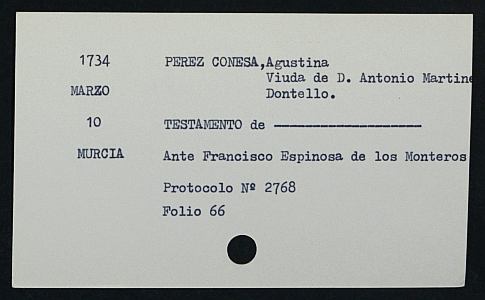 1734 PEREZ CONESA, Agustina
Viuda de D. Antonio Martine
MARZO Dontello.
10 TESTAMENTO de -------------------
MURCIA Ante Francisco Espinosa de los Monteros
Protocolo Nº 2768
Folio 66